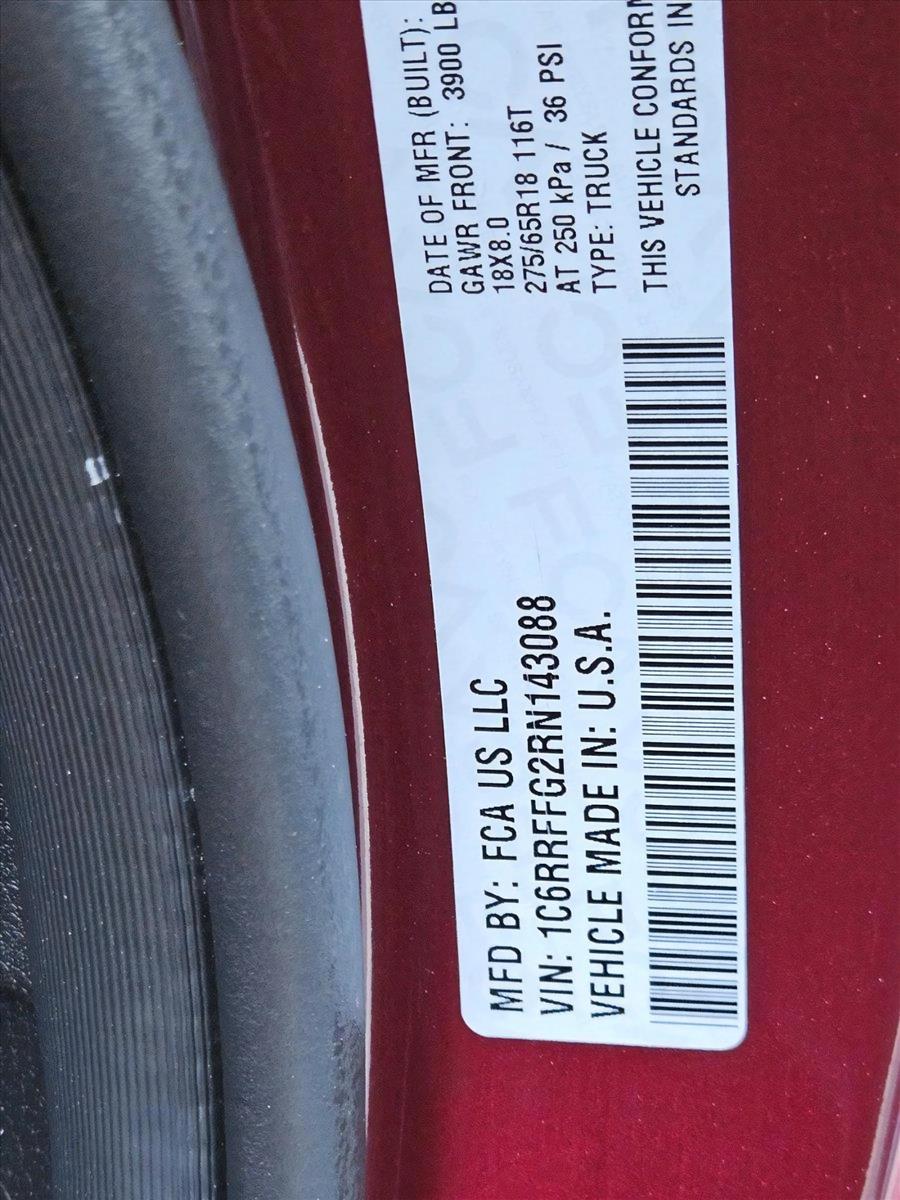 MFD BY: FCA US LLC
VIN: 1C6RRFFG2RN143088
VEHICLE MADE IN: U.S.A.
DATE OF MFR (BUILT):
GAWR FRONT: 3900 LB
18X8.0
275/65R18 116T
AT 250 kPa / 36 PSI
TYPE: TRUCK
THIS VEHICLE CONFORM
STANDARDS IN